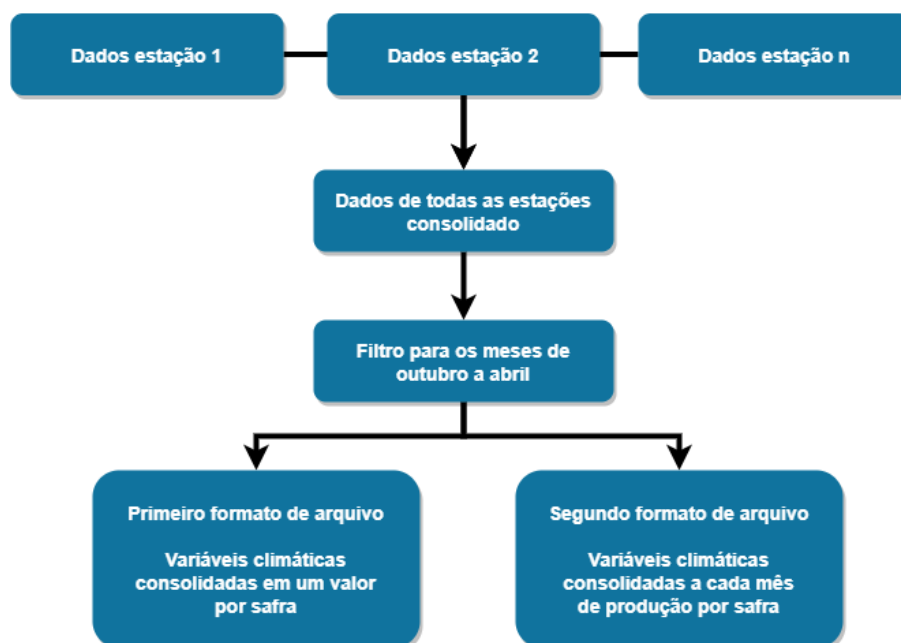 Dados estação 1
Dados estação 2
Dados estação n
Dados de todas as estações
consolidado
Filtro para os meses de
outubro a abril
Primeiro formato de arquivo
Variáveis climáticas
consolidadas em um valor
por safra
Segundo formato de arquivo
Variáveis climáticas
consolidadas a cada mês
de produção por safra